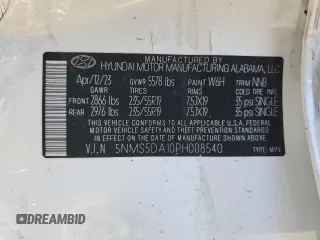 BY:
HYUNDAI MOTOR MANUFACTURING ALABAMA, LLC
Apr/12/23 GVWR 5578 lbs PAINT W6H TRIM NNB
GAWR TIRES RIMS COLD TIRE INF.
FRONT 2866 lbs 235/55R19 7.5JX19 35 psi SINGLE
REAR 2976 lbs 235/55R19 7.5JX19 35 psi SINGLE
THIS VEHICLE CONFORMS TO ALL APPLICABLE U.S.A. FEDERAL
MOTOR VEHICLE SAFETY AND THEFT PREVENTION STANDARDS
IN EFFECT ON THE DATE OF MANUFACTURE SHOWN ABOVE.
V.I.N 5NMS5DA10PH008540 TYPE: MPV
© AUTOBIDMASTER